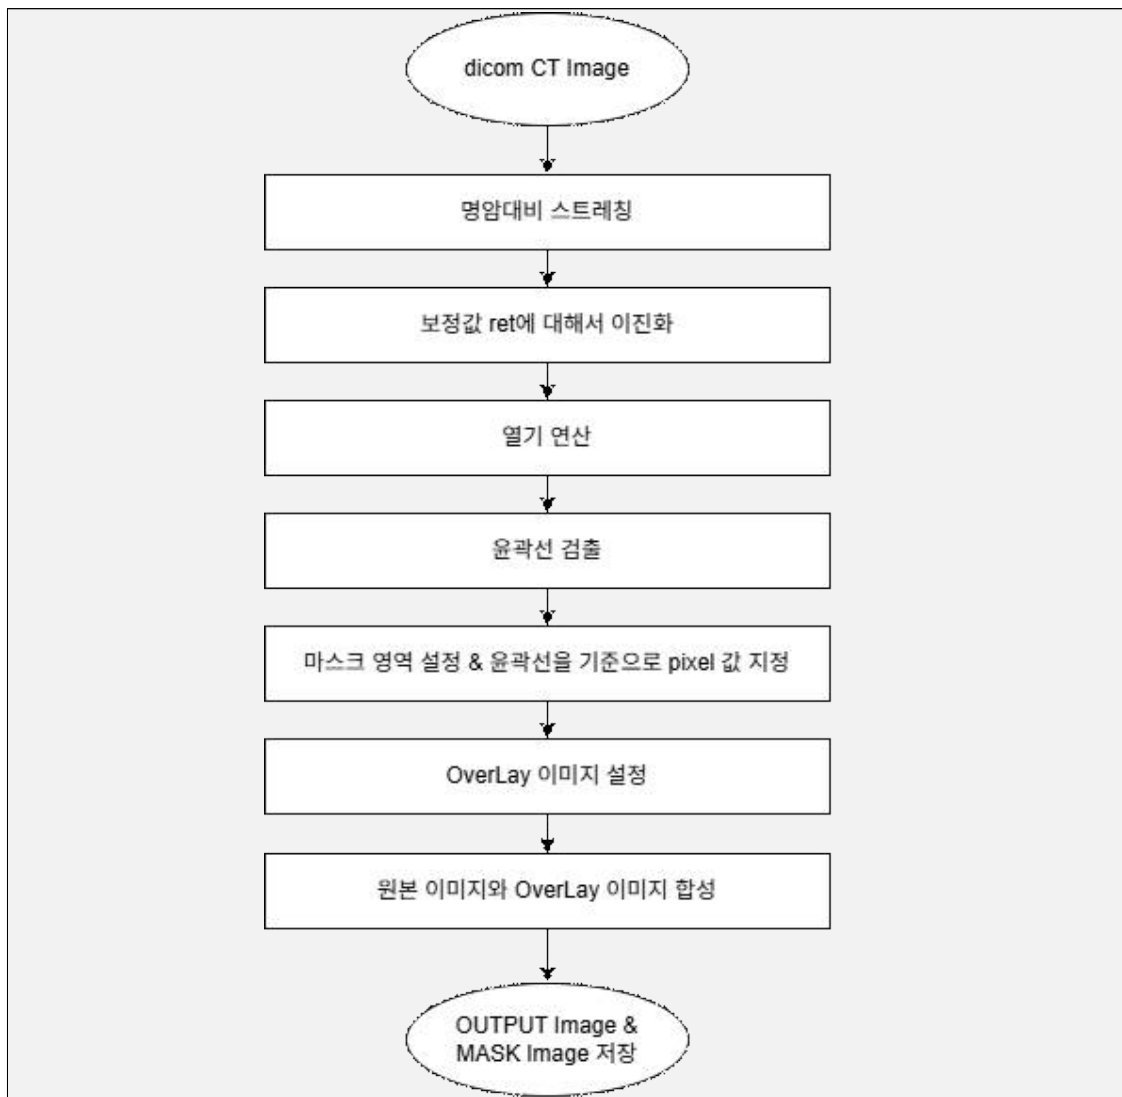 dicom CT Image
명암대비 스트레칭
보정값 ret에 대해서 이진화
열기 연산
윤곽선 검출
마스크 영역 설정 & 윤곽선을 기준으로 pixel 값 지정
OverLay 이미지 설정
원본 이미지와 OverLay 이미지 합성
OUTPUT Image &
MASK Image 저장